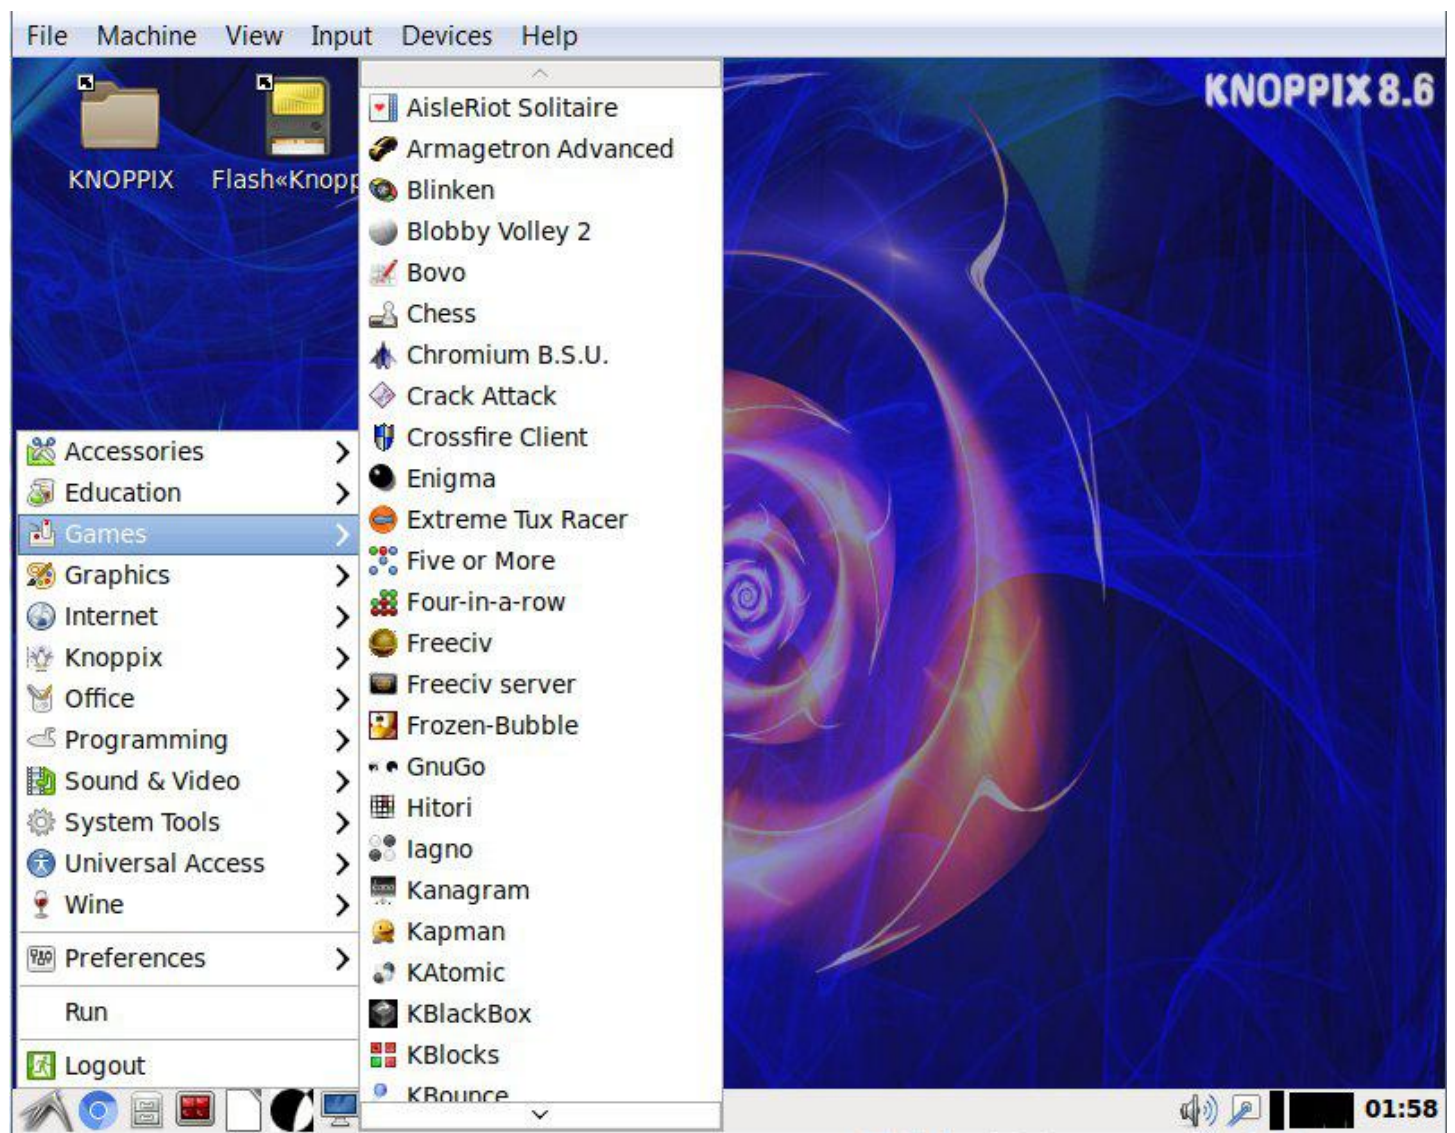 File Machine View Input Devices Help
KNOPPIX 8.6
KNOPPIX
Flash«Knopp
AisleRiot Solitaire
Armagetron Advanced
Blinken
Blobby Volley 2
Bovo
Chess
Chromium B.S.U.
Crack Attack
Crossfire Client
Enigma
Extreme Tux Racer
Five or More
Four-in-a-row
Freeciv
Freeciv server
Frozen-Bubble
GnuGo
Hitori
Iagno
Kanagram
Kapman
KAtomic
KBlackBox
KBlocks
KBounce
Accessories
Education
Games
Graphics
Internet
Knoppix
Office
Programming
Sound & Video
System Tools
Universal Access
Wine
Preferences
Run
Logout
01:58